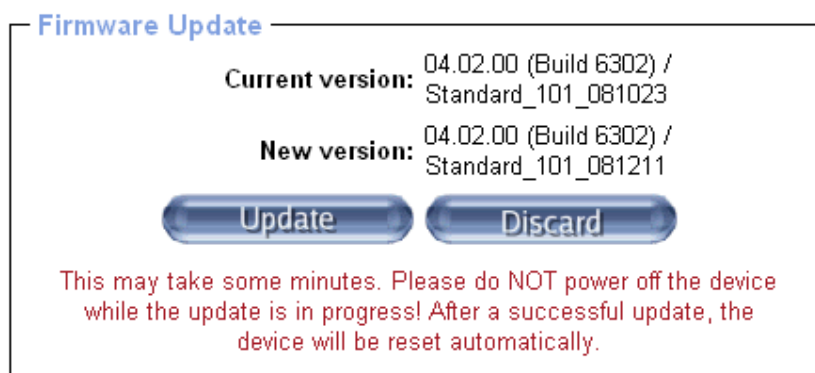 Firmware Update
Current version: 04.02.00 (Build 6302) /
Standard_101_081023
New version: 04.02.00 (Build 6302) /
Standard_101_081211
Update Discard
This may take some minutes. Please do NOT power off the device
while the update is in progress! After a successful update, the
device will be reset automatically.